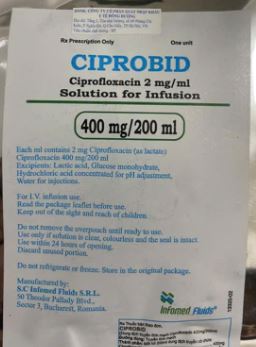 Rx Prescription Only
One unit
CIPROBID
Ciprofloxacin 2 mg/ml
Solution for Infusion
400 mg/200 ml
Each ml contains 2 mg Ciprofloxacin (as lactate)
Ciprofloxacin 400 mg/200 ml
Excipients: Lactic acid, Glucose monohydrate,
Hydrochloric acid concentrated for pH adjustment,
Water for injections.
For I.V. infusion use.
Read the package leaflet before use.
Keep out of the sight and reach of children.
Do not remove the overpouch until ready to use.
Use only if solution is clear, colourless and the seal is intact.
Use within 24 hours of opening.
Discard unused portion.
Do not refrigerate or freeze. Store in the original package.
Manufactured by:
S.C Infomed Fluids S.R.L.
50 Theodor Pallady Blvd.,
Sector 3, Bucharest, Romania.
Infomed Fluids
CIPROBID